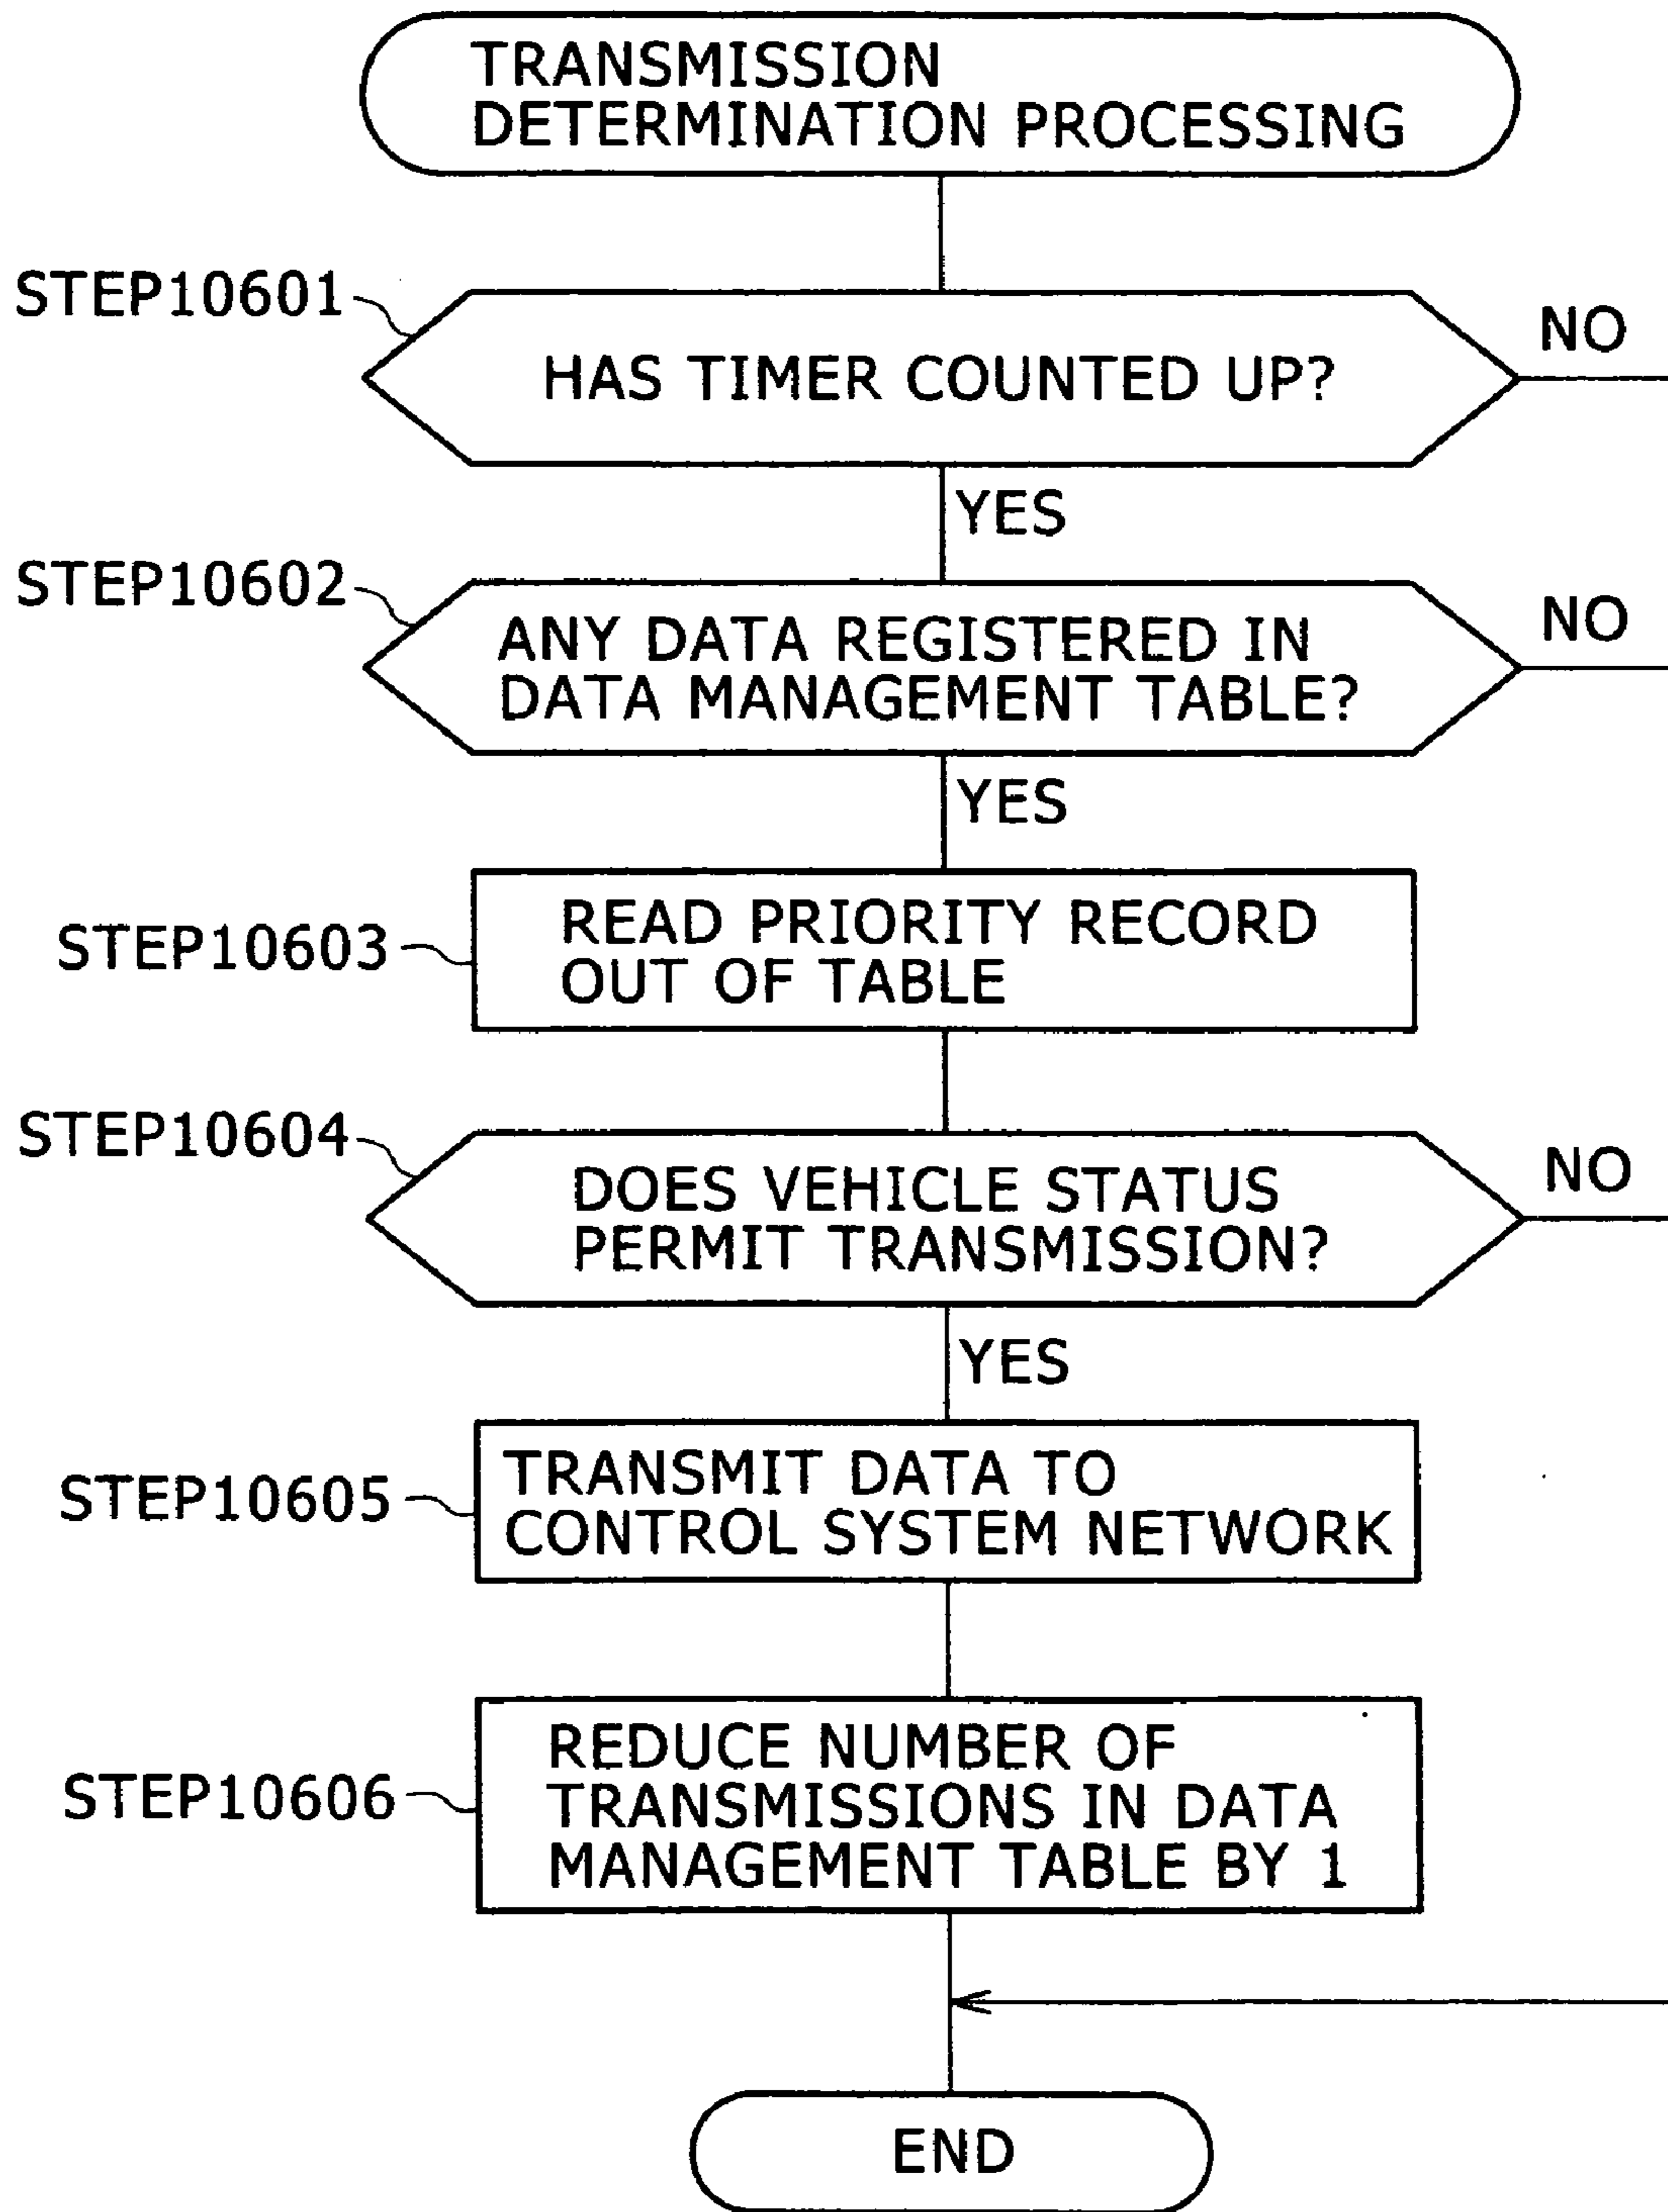 TRANSMISSION
DETERMINATION PROCESSING
STEP10601
HAS TIMER COUNTED UP?
NO
YES
STEP10602
ANY DATA REGISTERED IN
DATA MANAGEMENT TABLE?
NO
YES
STEP10603
READ PRIORITY RECORD
OUT OF TABLE
STEP10604
DOES VEHICLE STATUS
PERMIT TRANSMISSION?
NO
YES
STEP10605
TRANSMIT DATA TO
CONTROL SYSTEM NETWORK
STEP10606
REDUCE NUMBER OF
TRANSMISSIONS IN DATA
MANAGEMENT TABLE BY 1
END